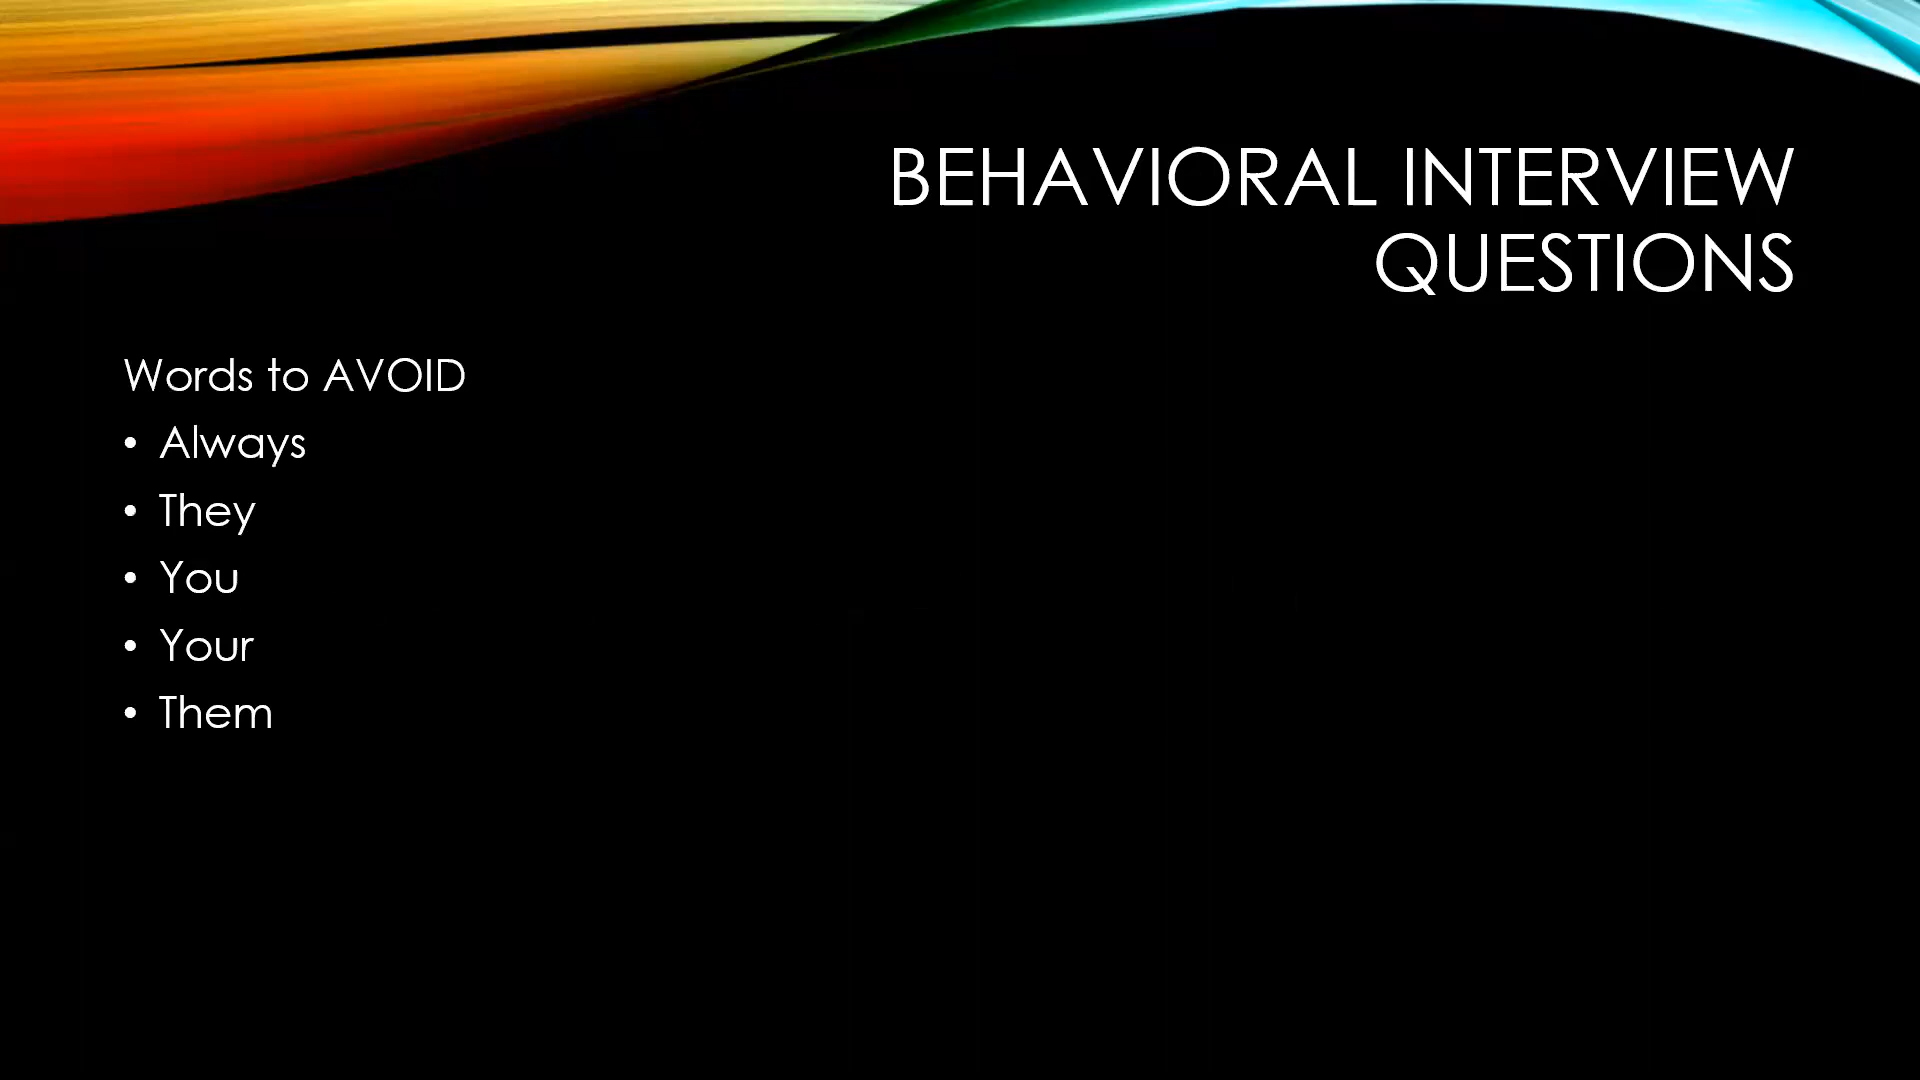 BEHAVIORAL INTERVIEW
QUESTIONS
Words to AVOID
• Always
• They
• You
• Your
• Them